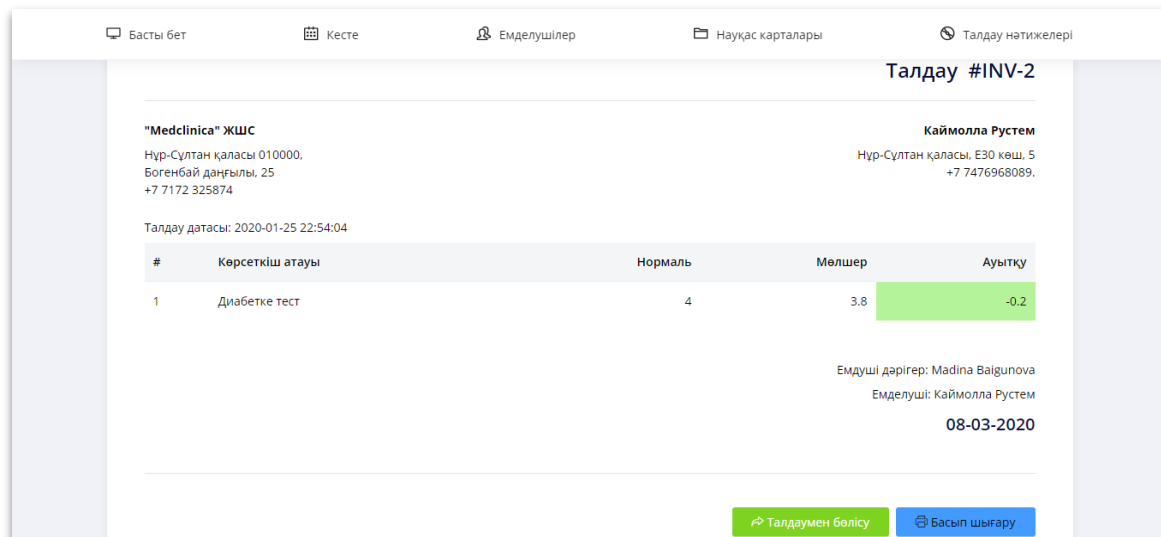 Басты бет
Кесте
Емделушілер
Науқас карталары
Талдау нәтижелері
Талдау #INV-2
"Medclinica" ЖШС
Нұр-Сұлтан қаласы 010000,
Богенбай даңғылы, 25
+7 7172 325874
Каймолла Рустем
Нұр-Сұлтан қаласы, Е30 көш, 5
+7 7476968089.
Талдау датасы: 2020-01-25 22:54:04
# Көрсеткіш атауы Нормаль Мөлшер Ауытқу
1 Диабетке тест 4 3.8 -0.2
Емдуші дәрігер: Madina Baigunova
Емделуші: Каймолла Рустем
08-03-2020
Талдаумен бөлісу
Басып шығару